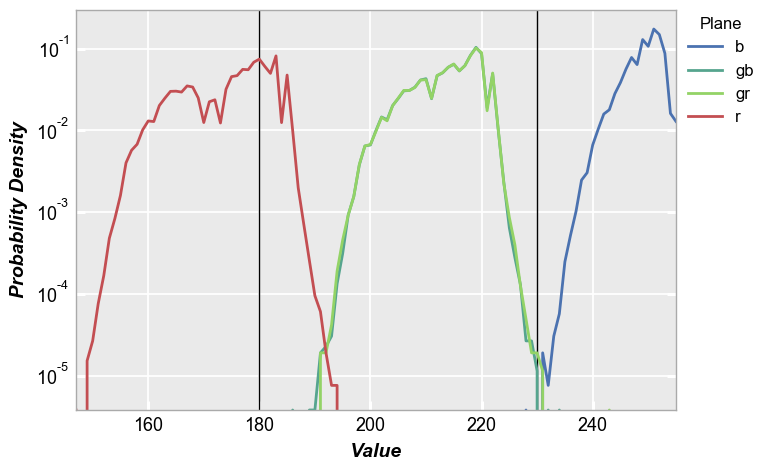 Plane
b
gb
gr
r
10^-1
10^-2
10^-3
10^-4
10^-5
Probability Density
160 180 200 220 240
Value